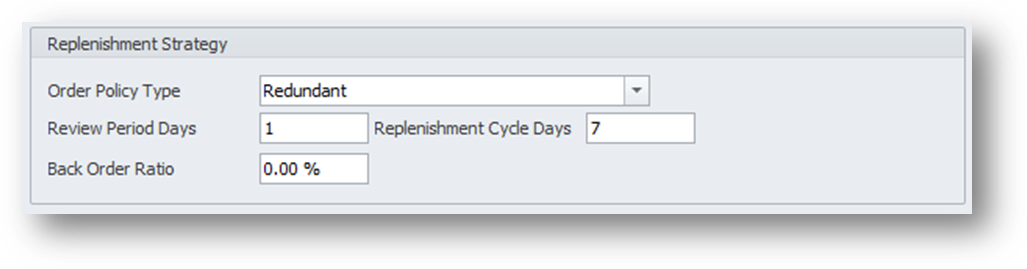 Replenishment Strategy
Order Policy Type Redundant
Review Period Days 1 Replenishment Cycle Days 7
Back Order Ratio 0.00 %